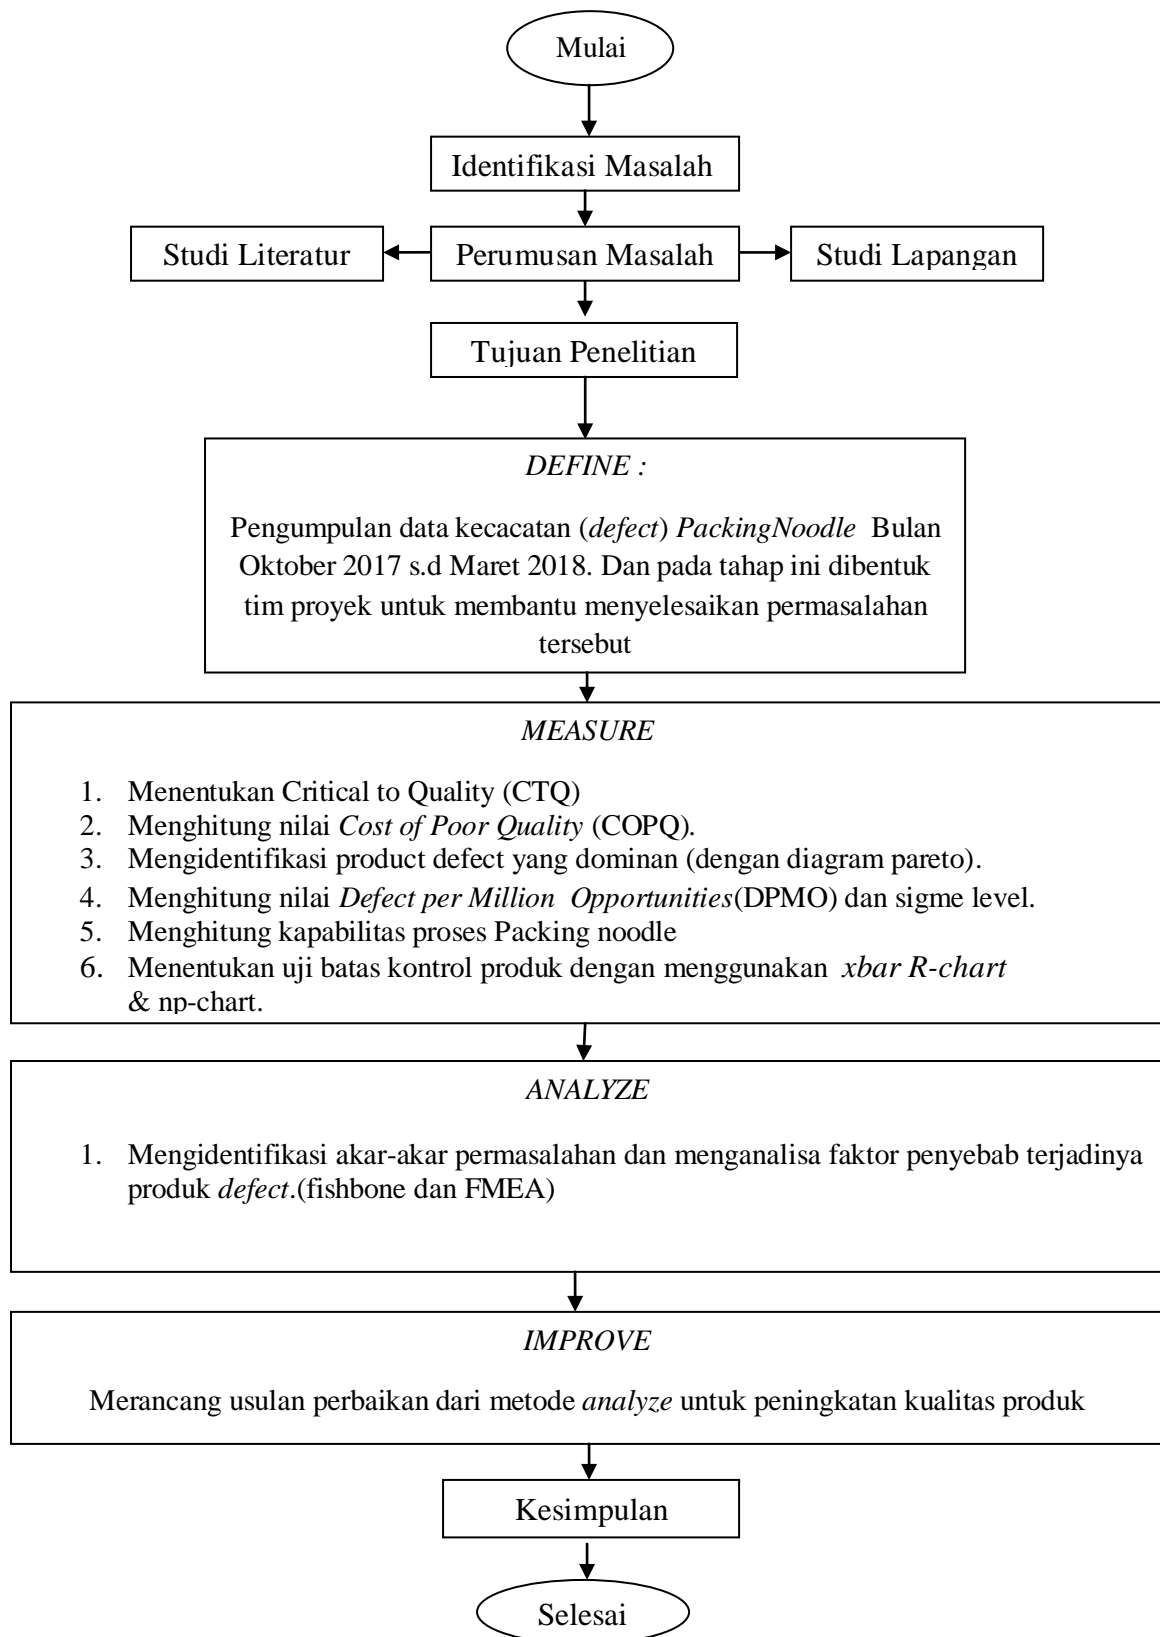 Mulai
Identifikasi Masalah
Studi Literatur
Perumusan Masalah
Studi Lapangan
Tujuan Penelitian
DEFINE :
Pengumpulan data kecacatan (defect) PackingNoodle Bulan
Oktober 2017 s.d Maret 2018. Dan pada tahap ini dibentuk
tim proyek untuk membantu menyelesaikan permasalahan
tersebut
MEASURE
1. Menentukan Critical to Quality (CTQ)
2. Menghitung nilai Cost of Poor Quality (COPQ).
3. Mengidentifikasi product defect yang dominan (dengan diagram pareto).
4. Menghitung nilai Defect per Million Opportunities(DPMO) dan sigme level.
5. Menghitung kapabilitas proses Packing noodle
6. Menentukan uji batas kontrol produk dengan menggunakan xbar R-chart
& np-chart.
ANALYZE
1. Mengidentifikasi akar-akar permasalahan dan menganalisa faktor penyebab terjadinya
produk defect.(fishbone dan FMEA)
IMPROVE
Merancang usulan perbaikan dari metode analyze untuk peningkatan kualitas produk
Kesimpulan
Selesai